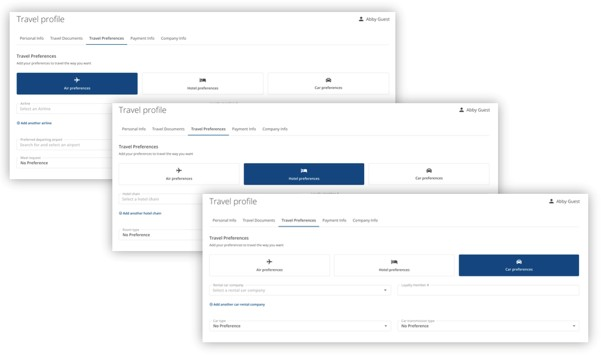 Travel profile
Abby Guest
Personal Info Travel Documents Travel Preferences Payment Info Company Info
Travel Preferences
Add your preferences to travel the way you want
Air preferences Hotel preferences Car preferences
Airline
Select an Airline
Add another airline
Preferred departing airport
Search for and select an airport
Meal request
No Preference
Travel profile
Abby Guest
Personal Info Travel Documents Travel Preferences Payment Info Company Info
Travel Preferences
Add your preferences to travel the way you want
Air preferences Hotel preferences Car preferences
Hotel chain
Select a hotel chain
Add another hotel chain
Room type
No Preference
Travel profile
Abby Guest
Personal Info Travel Documents Travel Preferences Payment Info Company Info
Travel Preferences
Add your preferences to travel the way you want
Air preferences Hotel preferences Car preferences
Rental car company
Select a rental car company
Loyalty member #
Add another car rental company
Car type
No Preference
Car transmission type
No Preference